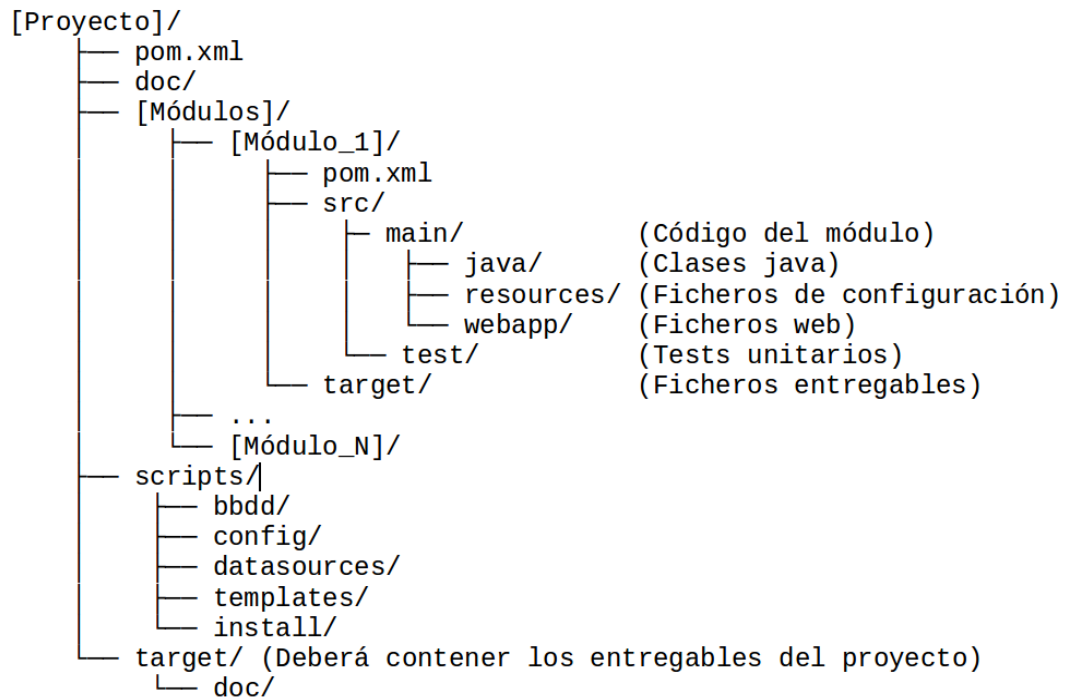 [Proyecto]/
├── pom.xml
├── doc/
├── [Módulos]/
│   ├── [Módulo_1]/
│   │   ├── pom.xml
│   │   ├── src/
│   │   │   ├─ main/ (Código del módulo)
│   │   │   │   ├── java/ (Clases java)
│   │   │   │   ├── resources/ (Ficheros de configuración)
│   │   │   │   └── webapp/ (Ficheros web)
│   │   │   └── test/ (Tests unitarios)
│   │   └── target/ (Ficheros entregables)
│   ├── ...
│   └── [Módulo_N]/
├── scripts/
│   ├── bbdd/
│   ├── config/
│   ├── datasources/
│   ├── templates/
│   └── install/
└── target/ (Deberá contener los entregables del proyecto)
    └── doc/